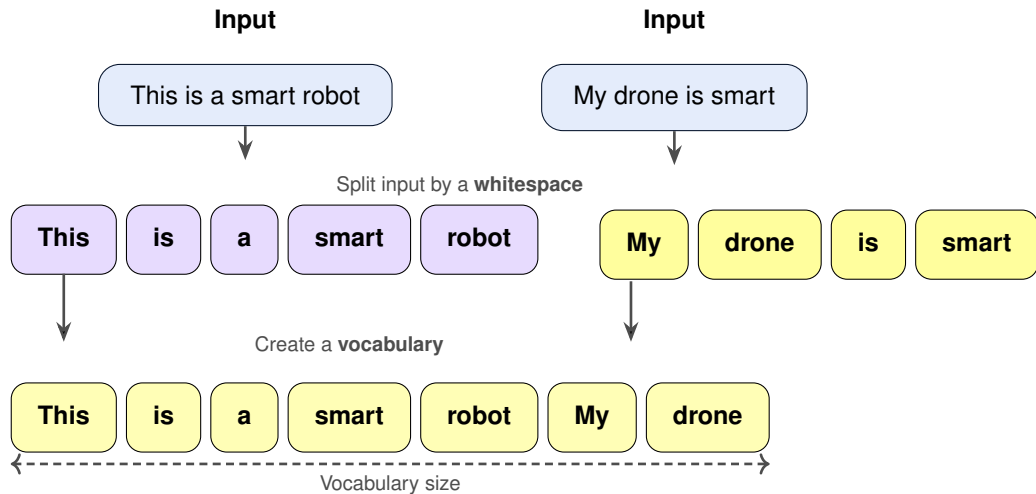 Input Input
This is a smart robot My drone is smart
Split input by a whitespace
This is a smart robot My drone is smart
Create a vocabulary
This is a smart robot My drone
Vocabulary size